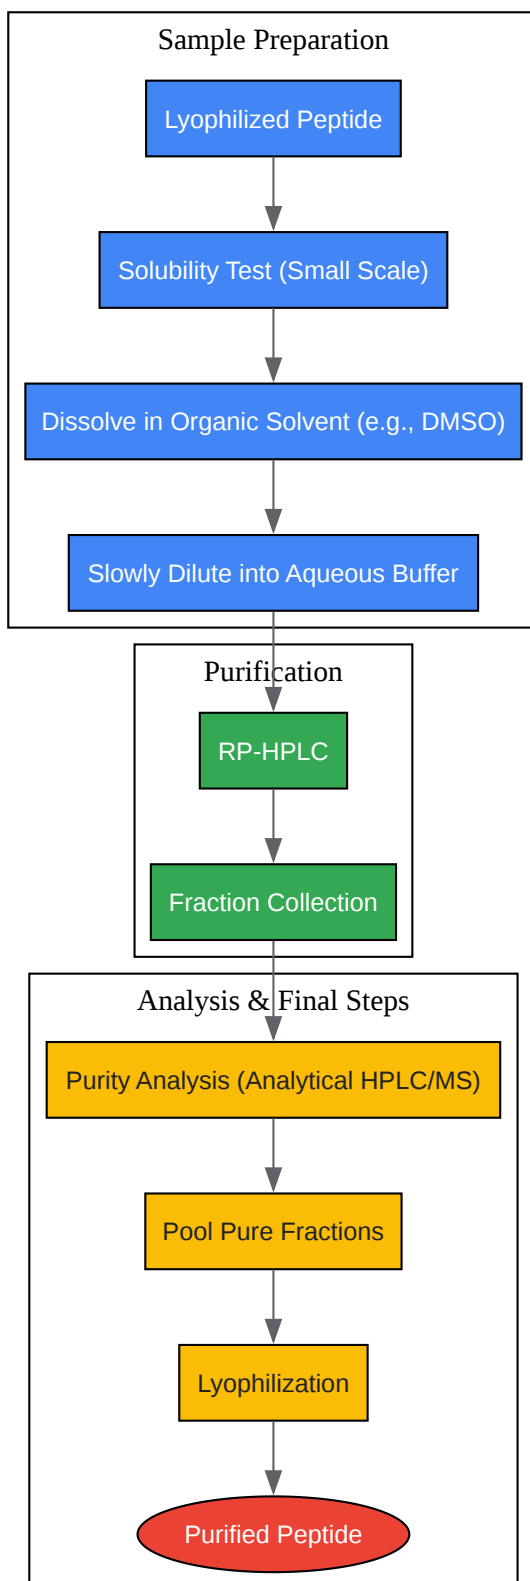 Sample Preparation
Lyophilized Peptide
Solubility Test (Small Scale)
Dissolve in Organic Solvent (e.g., DMSO)
Slowly Dilute into Aqueous Buffer
Purification
RP-HPLC
Fraction Collection
Analysis & Final Steps
Purity Analysis (Analytical HPLC/MS)
Pool Pure Fractions
Lyophilization
Purified Peptide